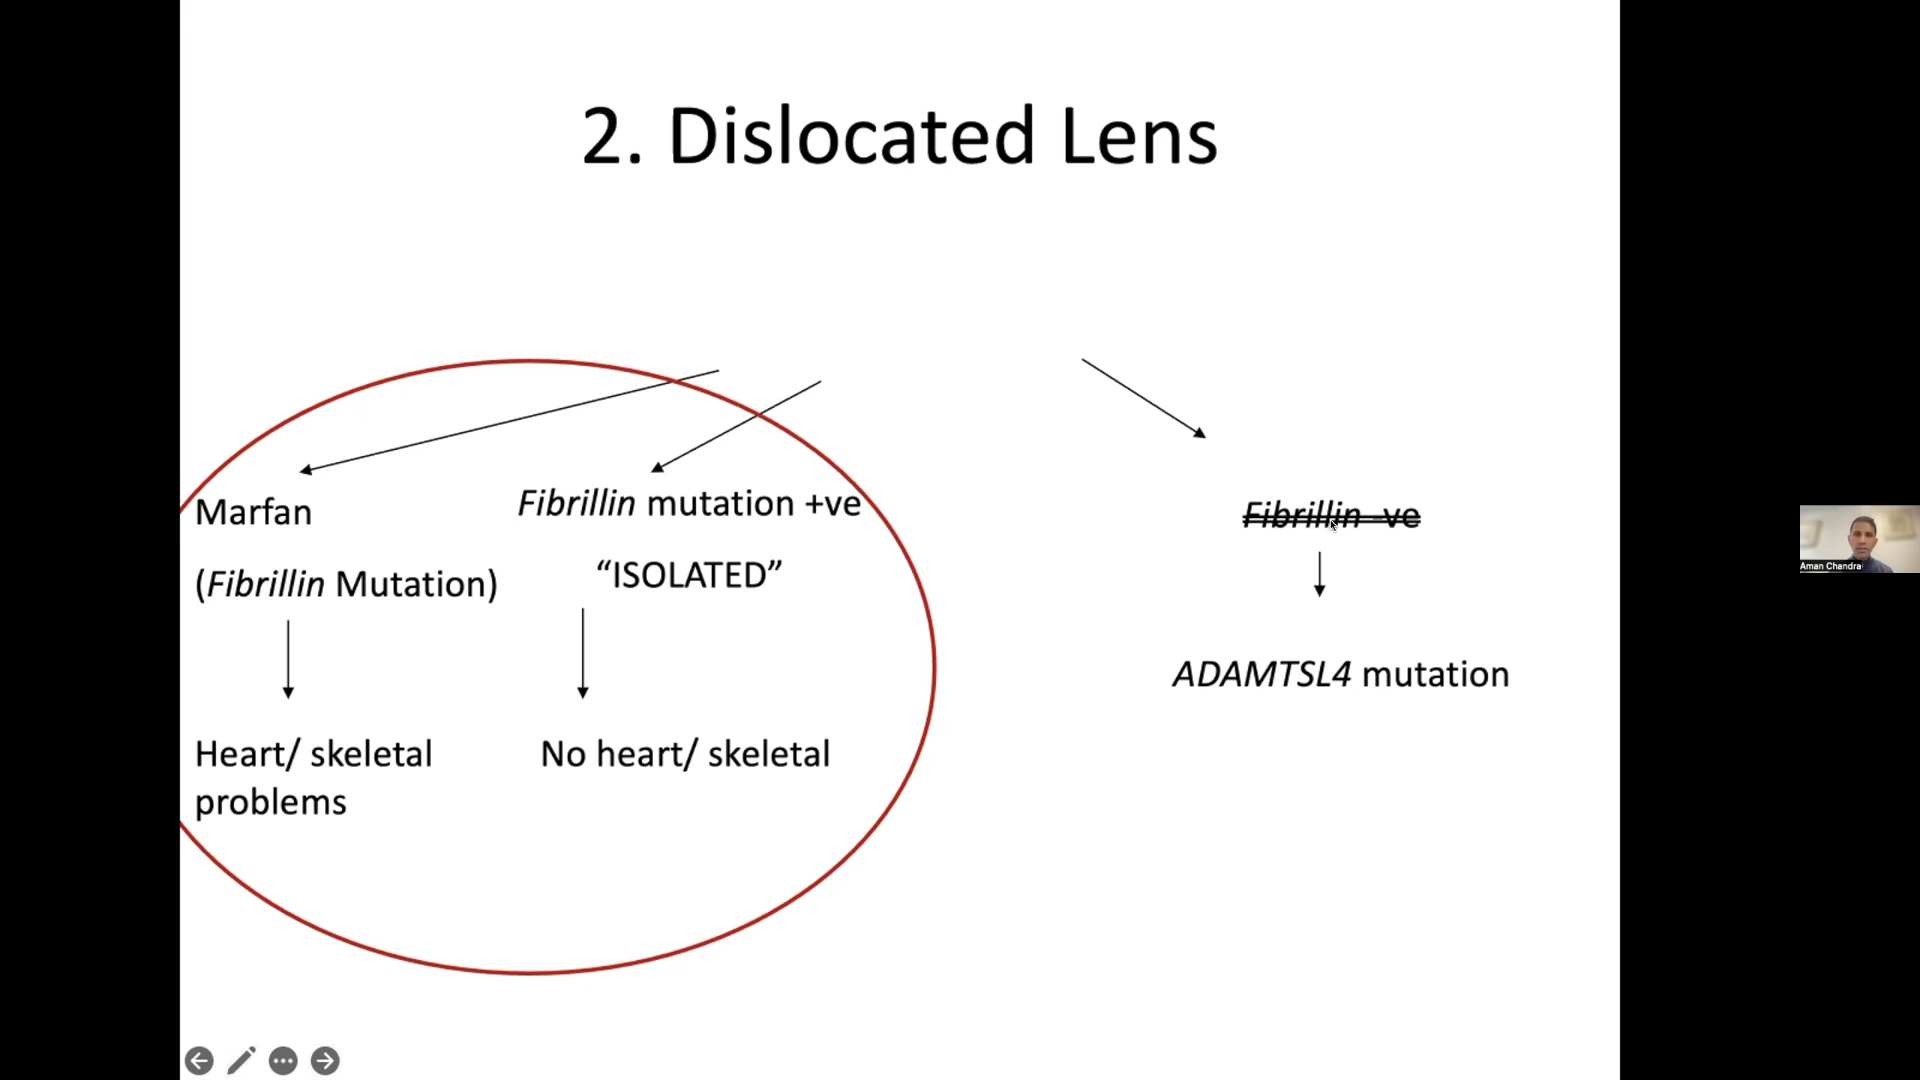 2. Dislocated Lens
Marfan
(Fibrillin Mutation)
Heart/ skeletal
problems
Fibrillin mutation +ve
“ISOLATED”
No heart/ skeletal
Fibrillin -ve
ADAMTSL4 mutation
Aman Chandra